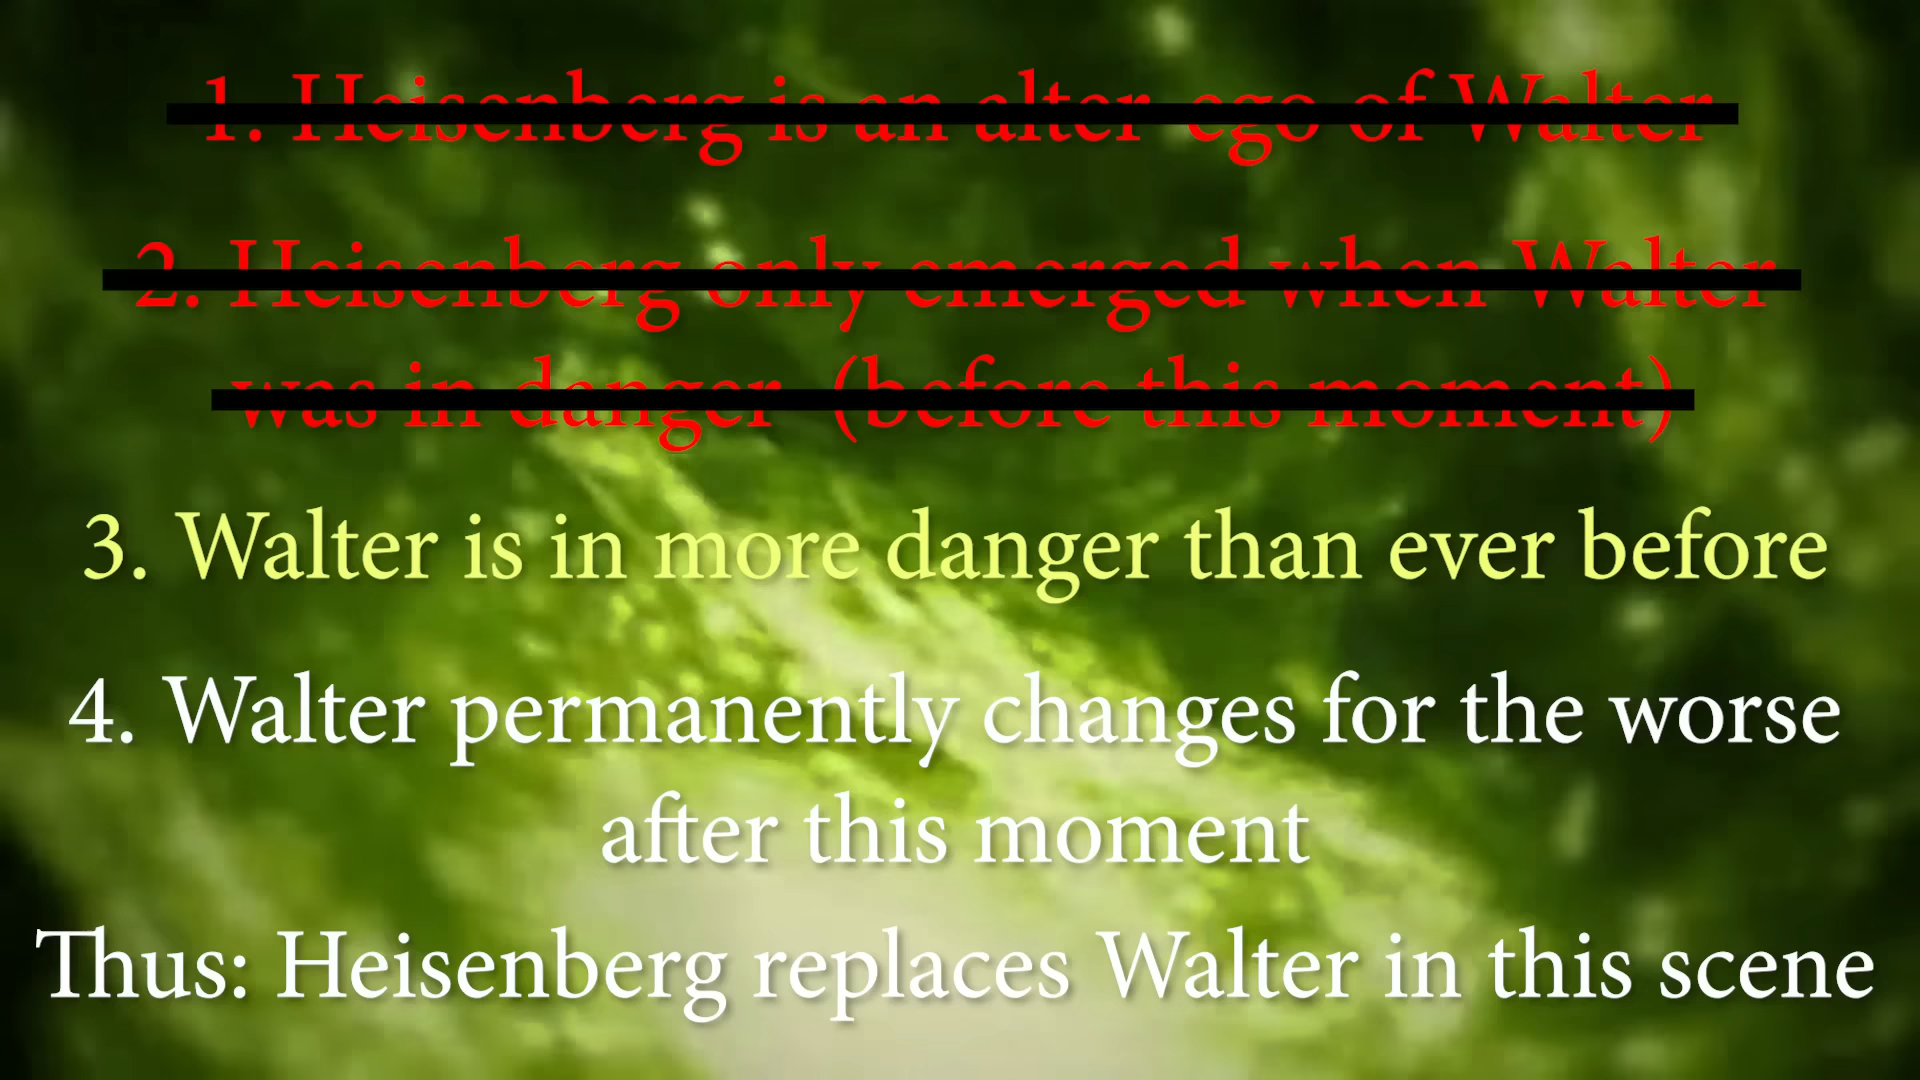 1. Heisenberg is an alter-ego of Walter
2. Heisenberg only emerged when Walter
was in danger (before this moment)
3. Walter is in more danger than ever before
4. Walter permanently changes for the worse
after this moment
Thus: Heisenberg replaces Walter in this scene